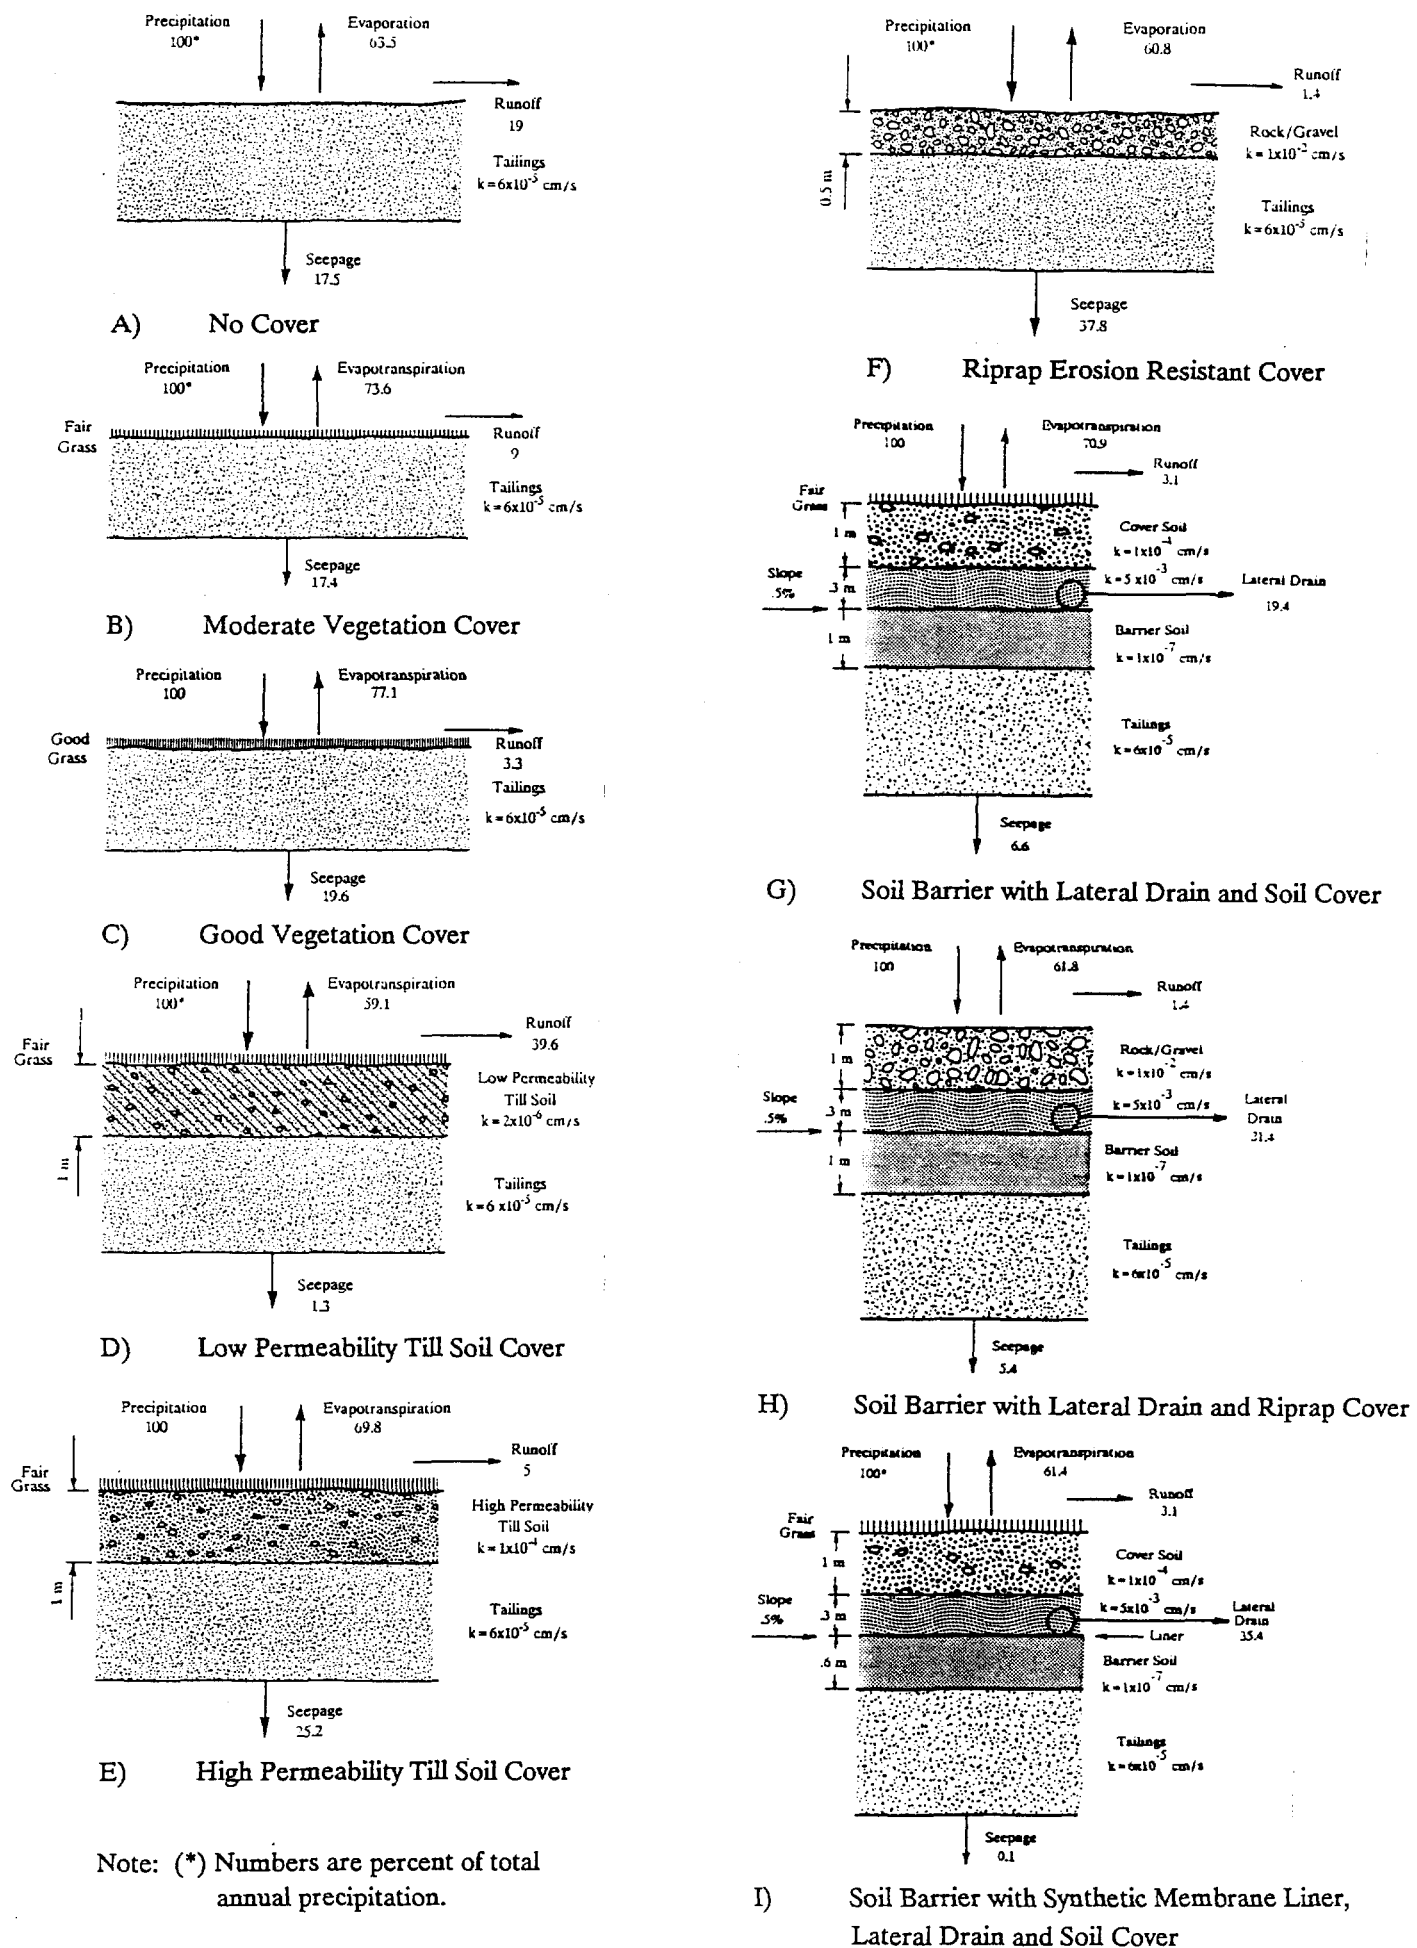 Precipitation
100*
Evaporation
63.5
Runoff
19
Tailings
k=6x10⁻⁵ cm/s
Seepage
17.5
A) No Cover
Precipitation
100*
Evapotranspiration
73.6
Fair
Grass
Runoff
9
Tailings
k=6x10⁻⁵ cm/s
Seepage
17.4
B) Moderate Vegetation Cover
Precipitation
100
Evapotranspiration
77.1
Good
Grass
Runoff
3.3
Tailings
k=6x10⁻⁵ cm/s
Seepage
19.6
C) Good Vegetation Cover
Precipitation
100*
Evapotranspiration
59.1
Runoff
39.6
Fair
Grass
Low Permeability
Till Soil
k=2x10⁻⁶ cm/s
1 m
Tailings
k=6 x10⁻⁵ cm/s
Seepage
1.3
D) Low Permeability Till Soil Cover
Precipitation
100
Evapotranspiration
69.8
Runoff
5
Fair
Grass
High Permeability
Till Soil
k=1x10⁻⁴ cm/s
1 m
Tailings
k=6x10⁻⁵ cm/s
Seepage
25.2
E) High Permeability Till Soil Cover
Note: (*) Numbers are percent of total
annual precipitation.
Precipitation
100*
Evaporation
60.8
Runoff
1.4
Rock/Gravel
k=1x10⁻² cm/s
0.5 m
Tailings
k=6x10⁻⁵ cm/s
Seepage
37.8
F) Riprap Erosion Resistant Cover
Precipitation
100
Evapotranspiration
70.9
Runoff
3.1
Fair
Grass
1 m
Cover Soil
k=1x10⁻⁴ cm/s
Slope
.5%
.3 m
k=5 x10⁻³ cm/s
Lateral Drain
19.4
1 m
Barrier Soil
k=1x10⁻⁷ cm/s
Tailings
k=6x10⁻⁵ cm/s
Seepage
6.6
G) Soil Barrier with Lateral Drain and Soil Cover
Precipitation
100
Evapotranspiration
61.8
Runoff
1.4
1 m
Rock/Gravel
k=1x10⁻² cm/s
Slope
.5%
.3 m
k=5x10⁻³ cm/s
Lateral
Drain
31.4
1 m
Barrier Soil
k=1x10⁻⁷ cm/s
Tailings
k=6x10⁻⁵ cm/s
Seepage
5.4
H) Soil Barrier with Lateral Drain and Riprap Cover
Precipitation
100*
Evapotranspiration
61.4
Runoff
3.1
Fair
Grass
1 m
Cover Soil
k=1x10⁻⁴ cm/s
Slope
.5%
.3 m
k=5x10⁻³ cm/s
Lateral
Drain
35.4
Liner
.6 m
Barrier Soil
k=1x10⁻⁷ cm/s
Tailings
k=6x10⁻⁵ cm/s
Seepage
0.1
I) Soil Barrier with Synthetic Membrane Liner,
Lateral Drain and Soil Cover